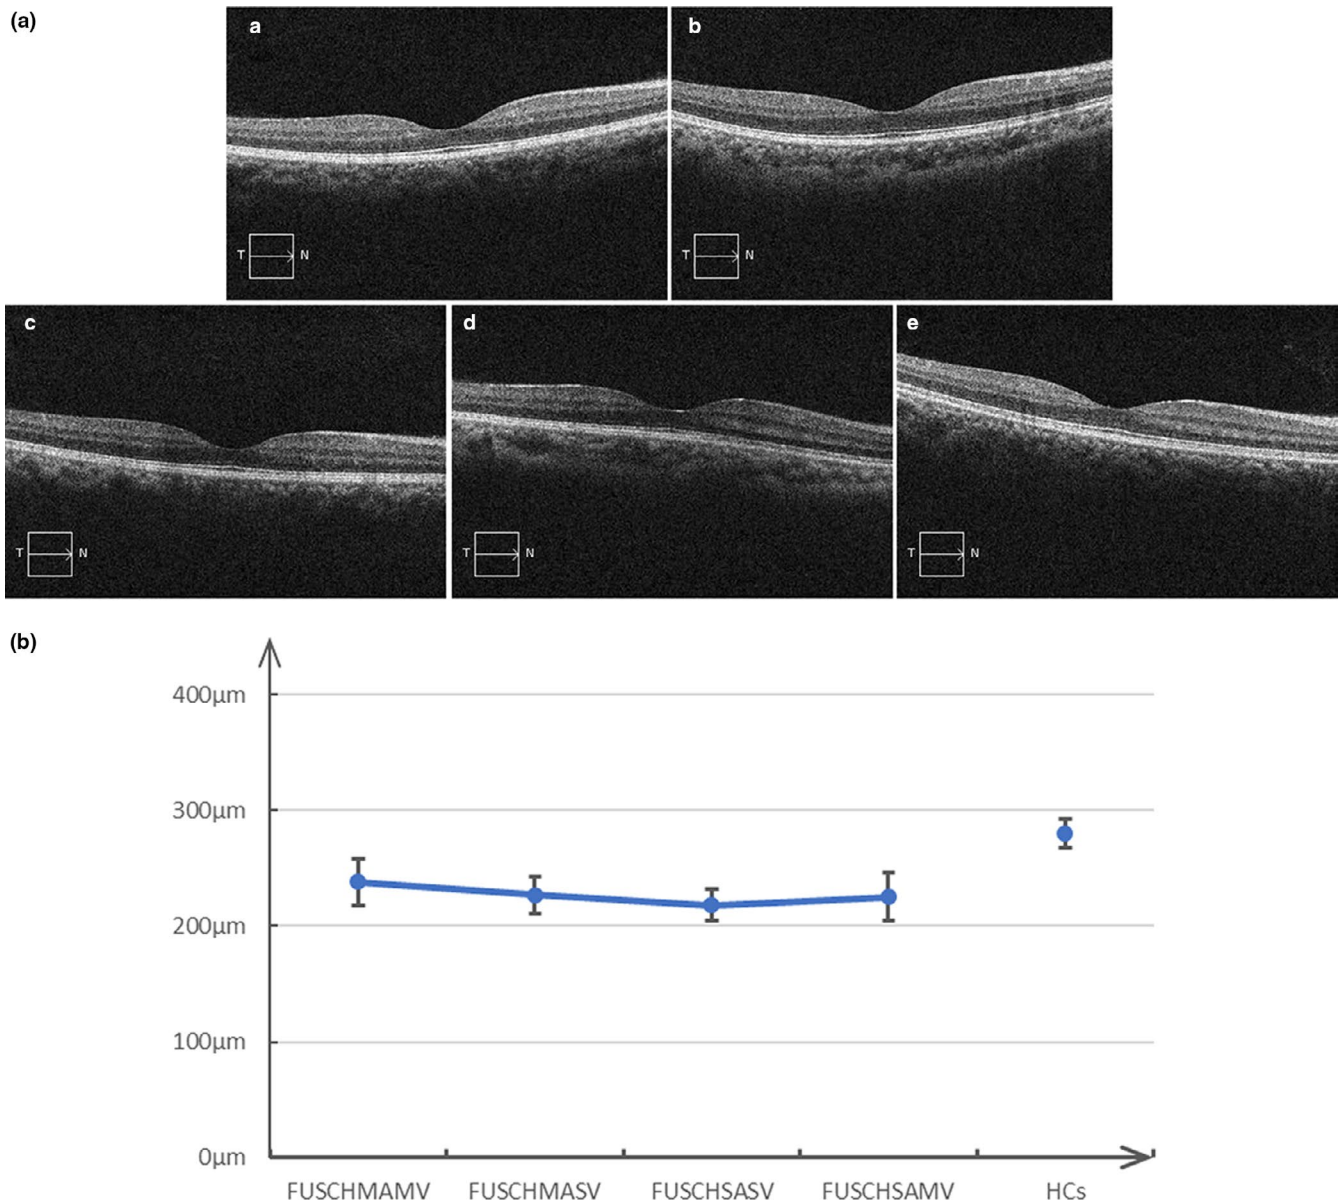 (a)
a
b
T N
T N
c
d
e
T N
T N
T N
(b)
400μm
300μm
200μm
100μm
0μm
FUSCHMAMV FUSCHMASV FUSCHSASV FUSCHSAMV HCs